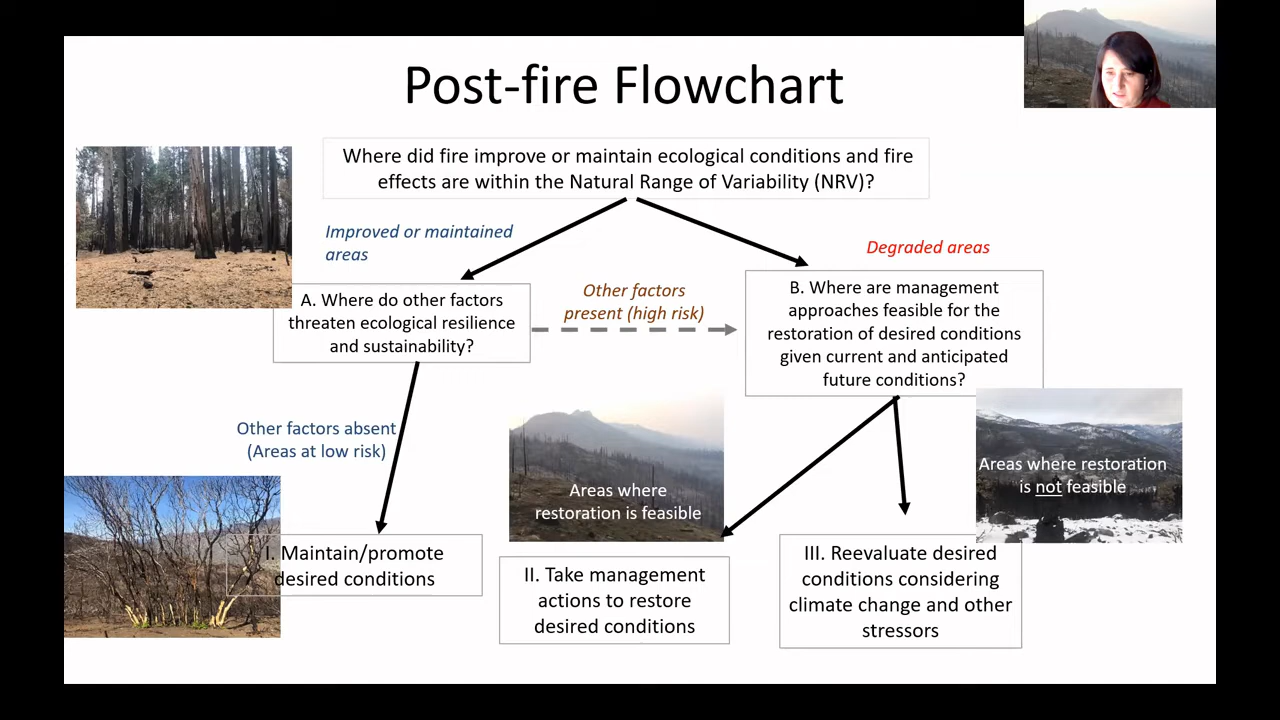 Post-fire Flowchart
Where did fire improve or maintain ecological conditions and fire
effects are within the Natural Range of Variability (NRV)?
Improved or maintained
areas
Degraded areas
A. Where do other factors
threaten ecological resilience
and sustainability?
Other factors
present (high risk)
B. Where are management
approaches feasible for the
restoration of desired conditions
given current and anticipated
future conditions?
Other factors absent
(Areas at low risk)
Areas where
restoration is feasible
Areas where restoration
is not feasible
I. Maintain/promote
desired conditions
II. Take management
actions to restore
desired conditions
III. Reevaluate desired
conditions considering
climate change and other
stressors